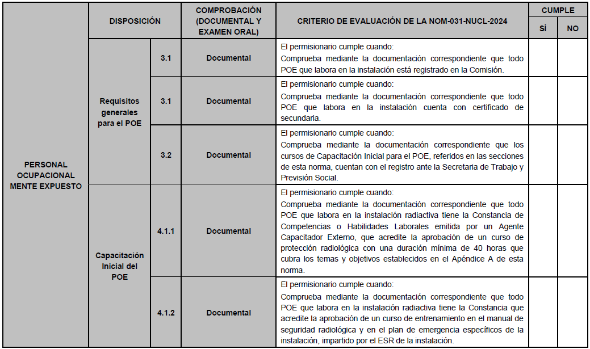 DISPOSICIÓN
COMPROBACIÓN
(DOCUMENTAL Y
EXAMEN ORAL)
CRITERIO DE EVALUACIÓN DE LA NOM-031-NUCL-2024
CUMPLE
SÍ
NO
PERSONAL
OCUPACIONAL
MENTE EXPUESTO
Requisitos
generales
para el POE
3.1
Documental
El permisionario cumple cuando:
Comprueba mediante la documentación correspondiente que todo
POE que labora en la instalación está registrado en la Comisión.
3.1
Documental
El permisionario cumple cuando:
Comprueba mediante la documentación correspondiente que todo
POE que labora en la instalación cuenta con certificado de
secundaria.
3.2
Documental
El permisionario cumple cuando:
Comprueba mediante la documentación correspondiente que los
cursos de Capacitación Inicial para el POE, referidos en las secciones
de esta norma, cuentan con el registro ante la Secretaria de Trabajo y
Previsión Social.
Capacitación
Inicial del
POE
4.1.1
Documental
El permisionario cumple cuando:
Comprueba mediante la documentación correspondiente que todo
POE que labora en la instalación radiactiva tiene la Constancia de
Competencias o Habilidades Laborales emitida por un Agente
Capacitador Externo, que acredite la aprobación de un curso de
protección radiológica con una duración mínima de 40 horas que
cubra los temas y objetivos establecidos en el Apéndice A de esta
norma.
4.1.2
Documental
El permisionario cumple cuando:
Comprueba mediante la documentación correspondiente que todo
POE que labora en la instalación radiactiva tiene la Constancia que
acredite la aprobación de un curso de entrenamiento en el manual de
seguridad radiológica y en el plan de emergencia específicos de la
instalación, impartido por el ESR de la instalación.